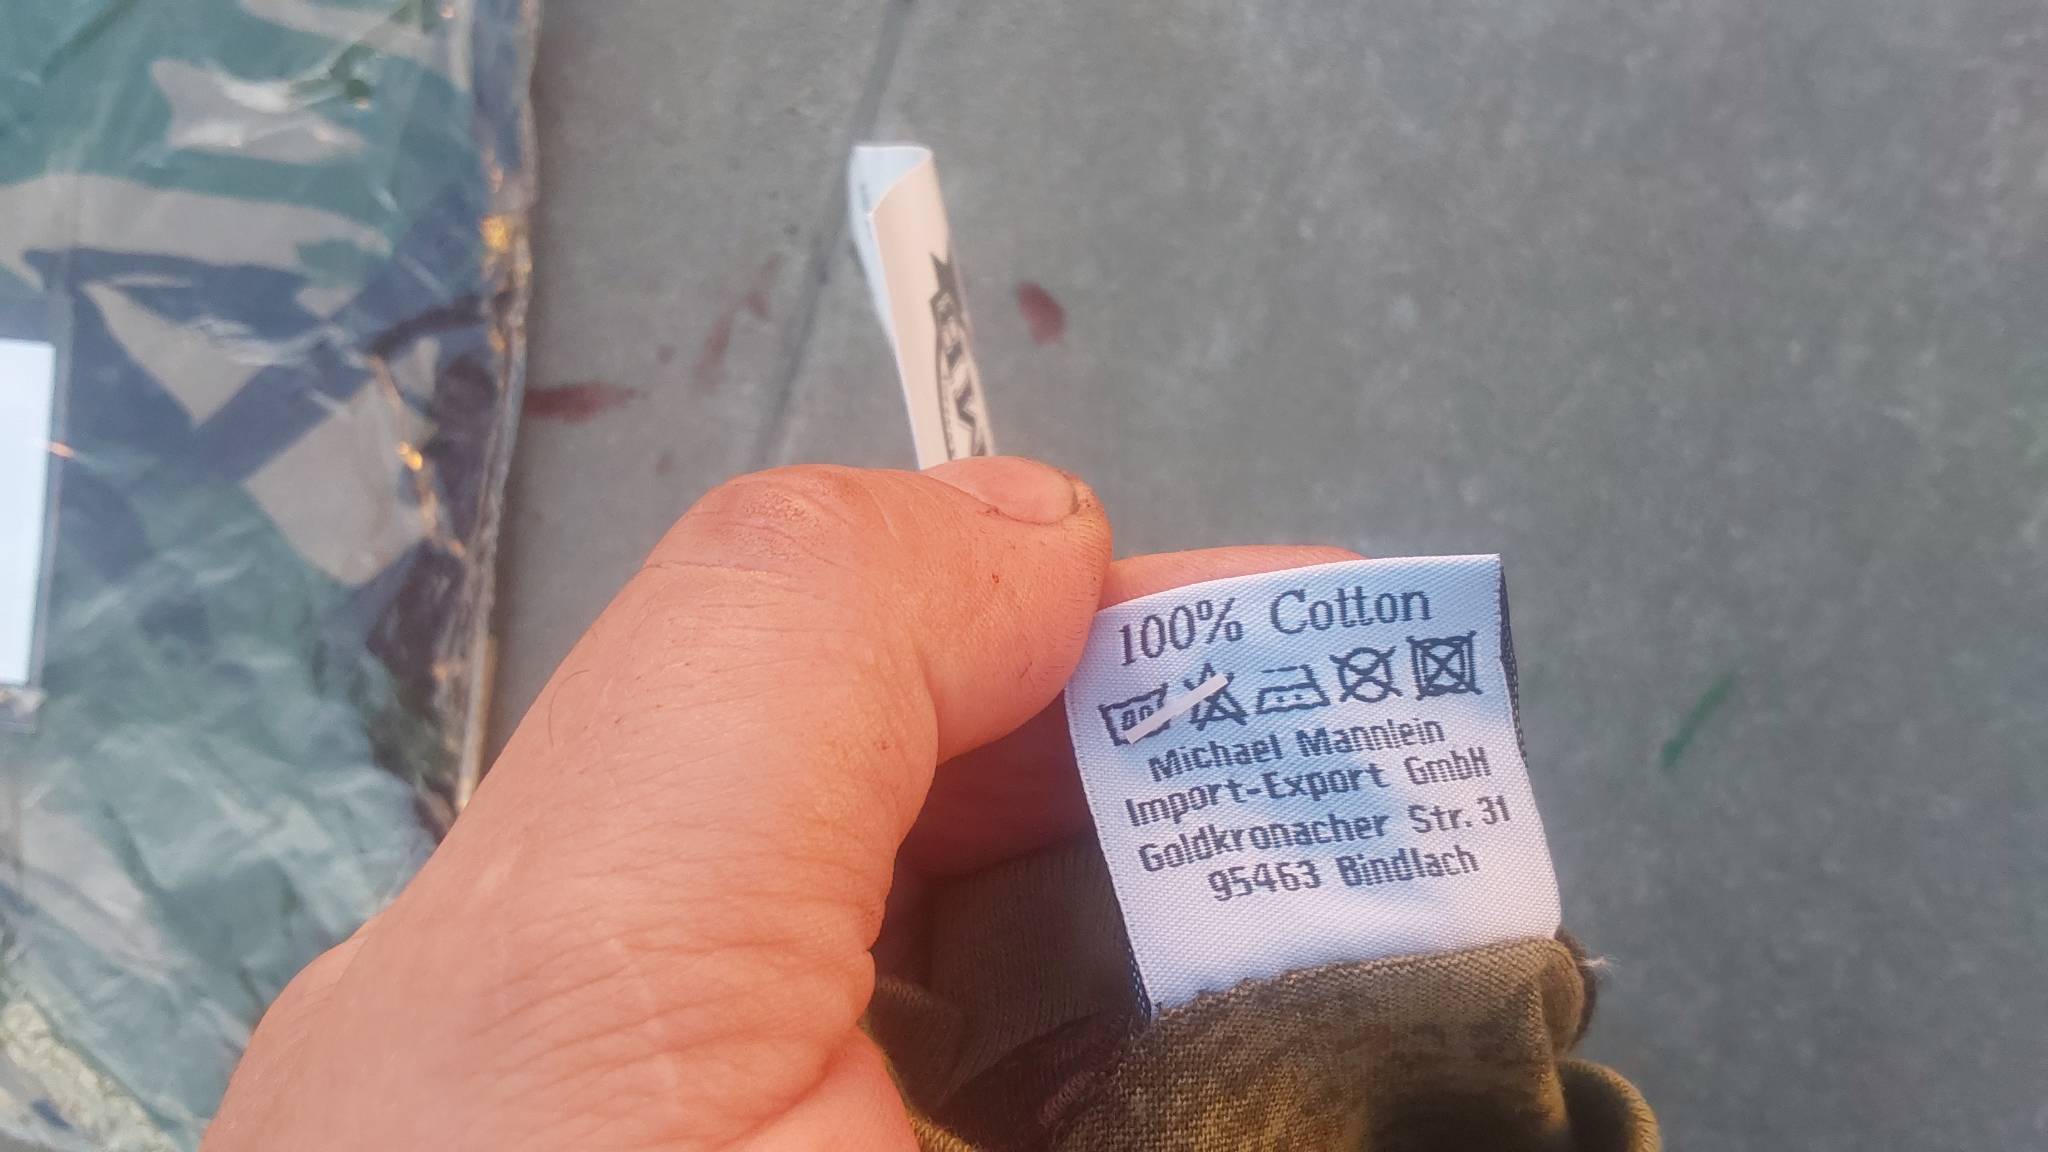 100% Cotton
Michael Mannlein
Import-Export GmbH
Goldkronacher Str. 31
95463 Bindlach